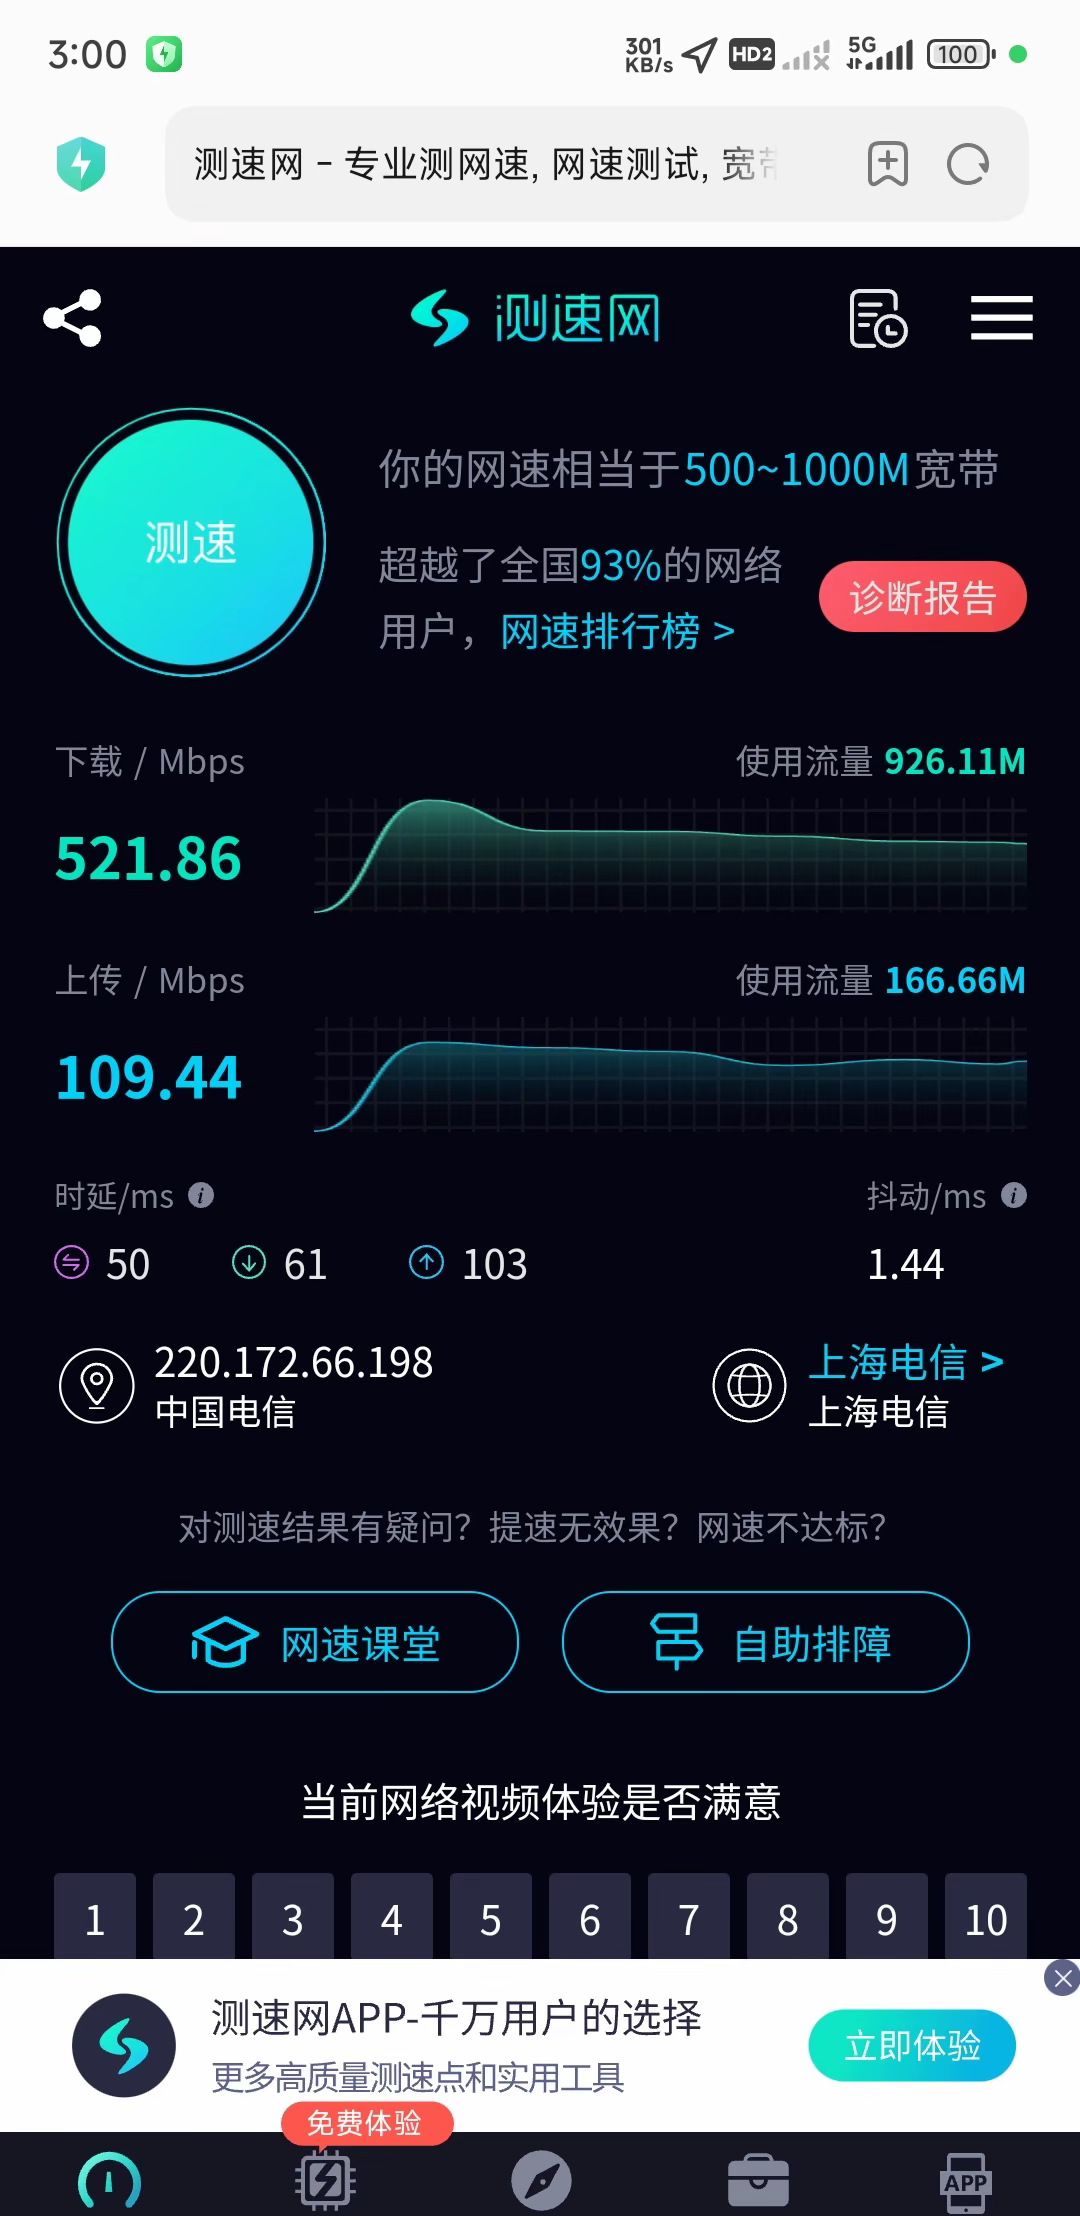 3:00
301
KB/s
HD2
5G
100
测速网 - 专业测网速, 网速测试, 宽带
测速网
测速
你的网速相当于500~1000M宽带
超越了全国93%的网络
用户，网速排行榜 >
诊断报告
下载 / Mbps
使用流量 926.11M
521.86
上传 / Mbps
使用流量 166.66M
109.44
时延/ms
抖动/ms
50 61 103
1.44
220.172.66.198
中国电信
上海电信 >
上海电信
对测速结果有疑问? 提速无效果? 网速不达标?
网速课堂
自助排障
当前网络视频体验是否满意
1 2 3 4 5 6 7 8 9 10
测速网APP-千万用户的选择
更多高质量测速点和实用工具
立即体验
免费体验
APP